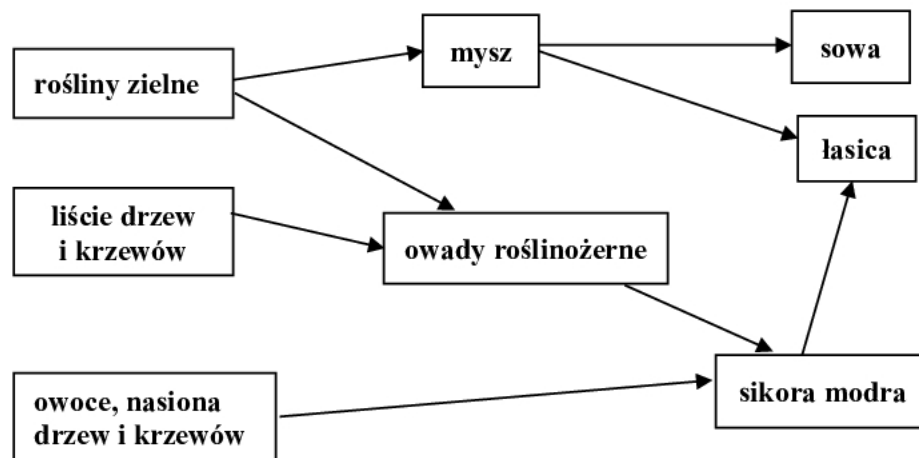 rośliny zielne
mysz
sowa
łasica
liście drzew
i krzewów
owady roślinożerne
owoce, nasiona
drzew i krzewów
sikora modra